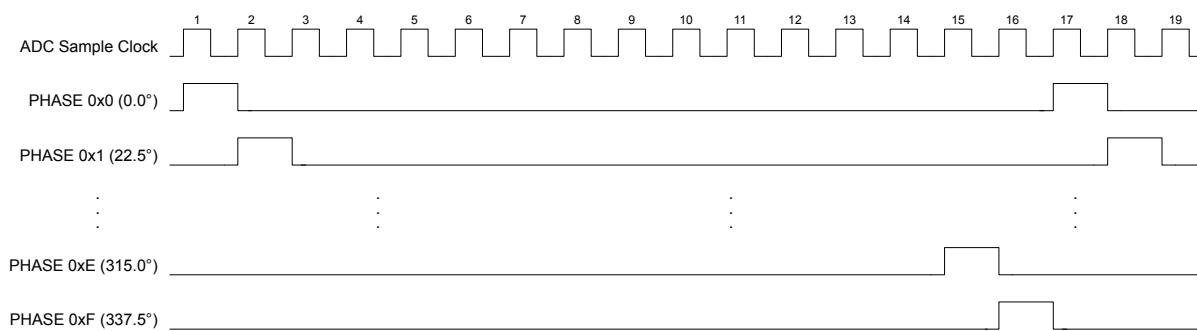 1 2 3 4 5 6 7 8 9 10 11 12 13 14 15 16 17 18 19
ADC Sample Clock
PHASE 0x0 (0.0°)
PHASE 0x1 (22.5°)
PHASE 0xE (315.0°)
PHASE 0xF (337.5°)